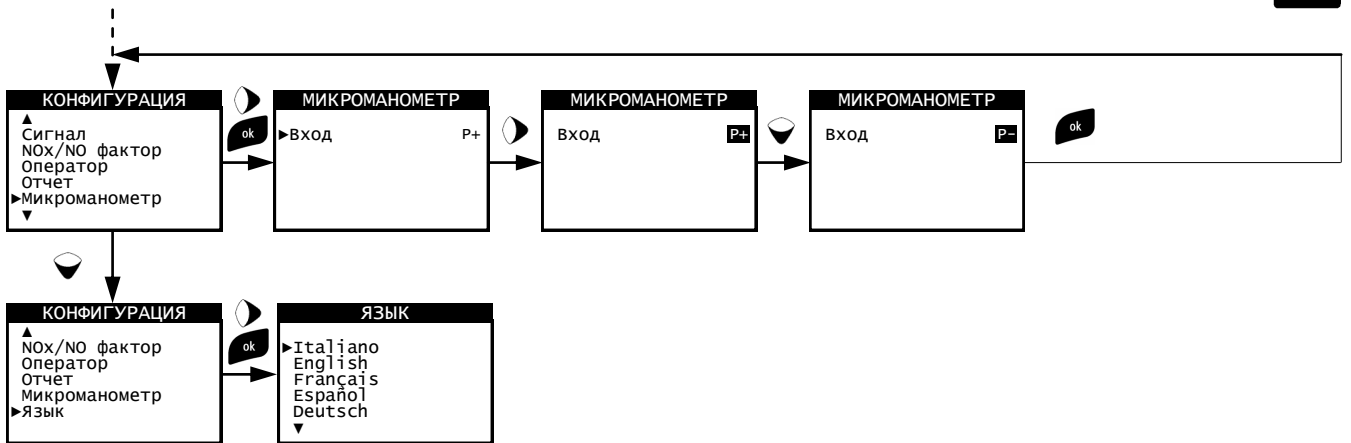 КОНФИГУРАЦИЯ
▲
Сигнал
NOx/NO фактор
Оператор
Отчет
►Микроманометр
▼
ok
МИКРОМАНОМЕТР
►Вход P+
МИКРОМАНОМЕТР
Вход P+
МИКРОМАНОМЕТР
Вход P-
ok
КОНФИГУРАЦИЯ
▲
NOx/NO фактор
Оператор
Отчет
Микроманометр
►Язык
ok
ЯЗЫК
►Italiano
English
Français
Español
Deutsch
▼